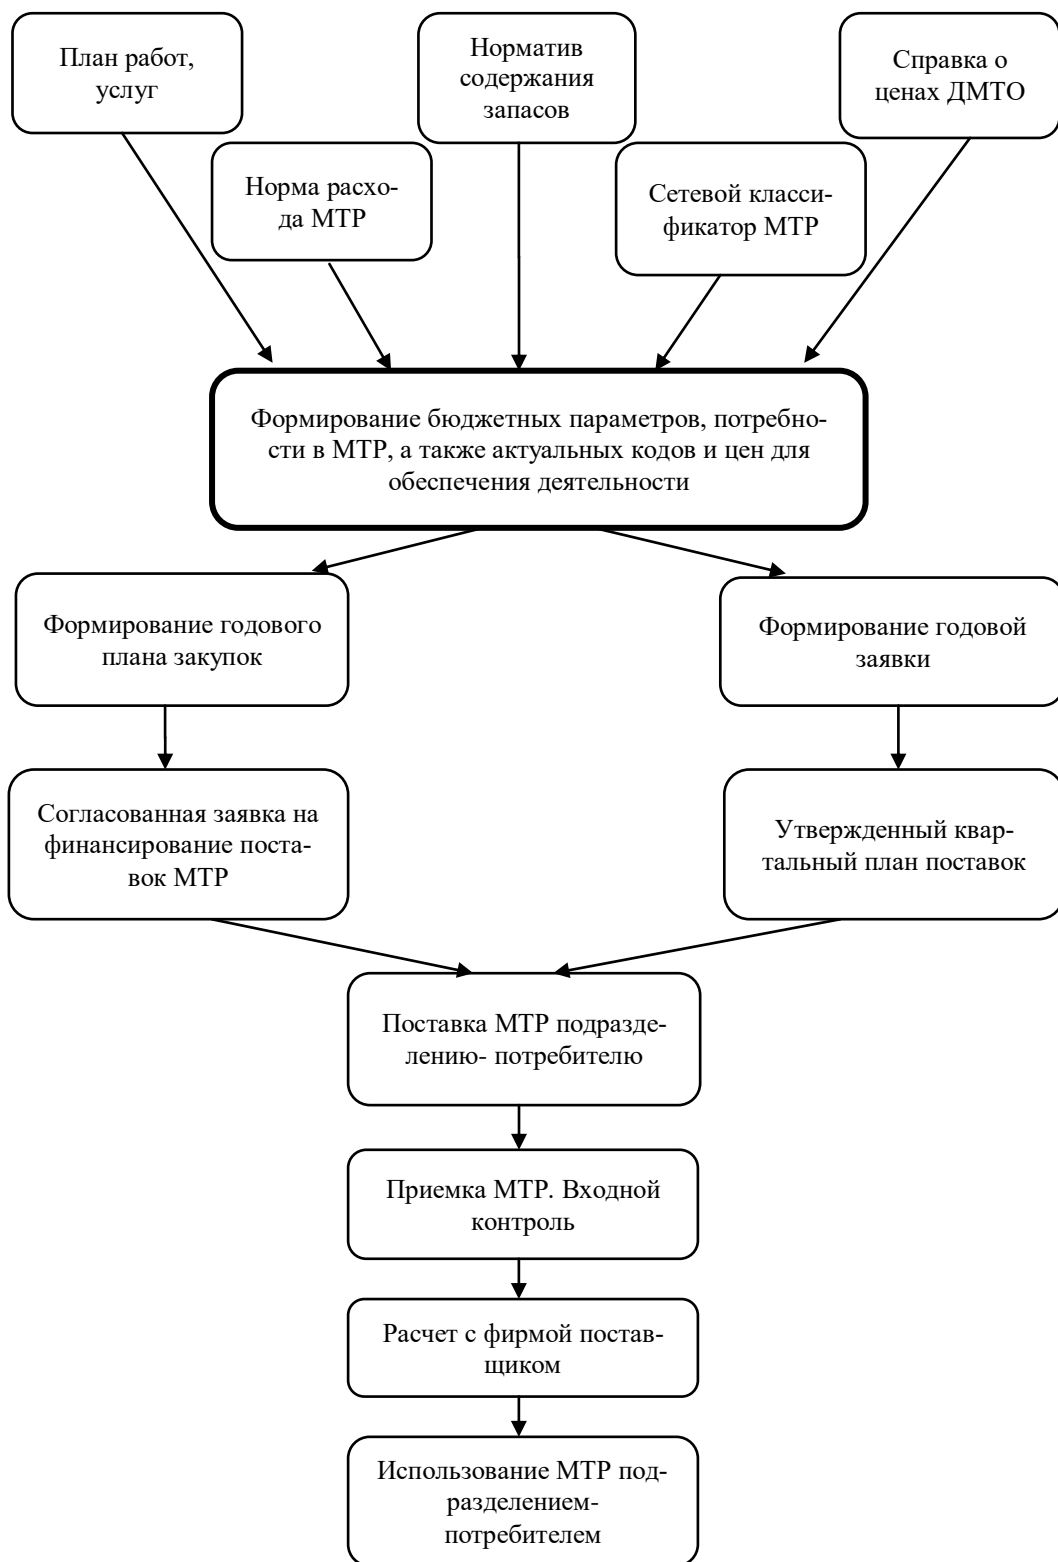 План работ,
услуг
Норматив
содержания
запасов
Справка о
ценах ДМТО
Норма расхо-
да МТР
Сетевой класси-
фикатор МТР
Формирование бюджетных параметров, потребно-
сти в МТР, а также актуальных кодов и цен для
обеспечения деятельности
Формирование годового
плана закупок
Формирование годовой
заявки
Согласованная заявка на
финансирование поста-
вок МТР
Утвержденный квар-
тальный план поставок
Поставка МТР подразде-
лению- потребителю
Приемка МТР. Входной
контроль
Расчет с фирмой постав-
щиком
Использование МТР под-
разделением-
потребителем